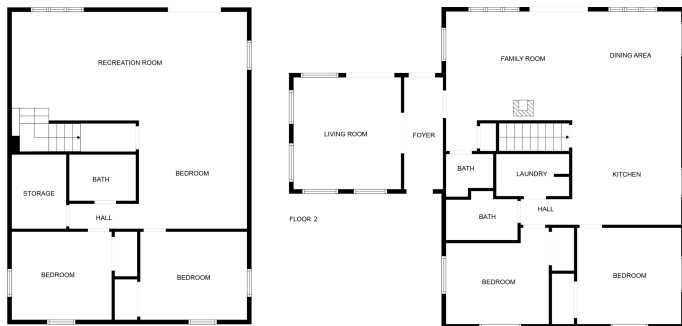 RECREATION ROOM
BATH
BEDROOM
STORAGE
HALL
BEDROOM
BEDROOM
LIVING ROOM
FOYER
FLOOR 2
FAMILY ROOM
DINING AREA
BATH
LAUNDRY
KITCHEN
BATH
HALL
BEDROOM
BEDROOM